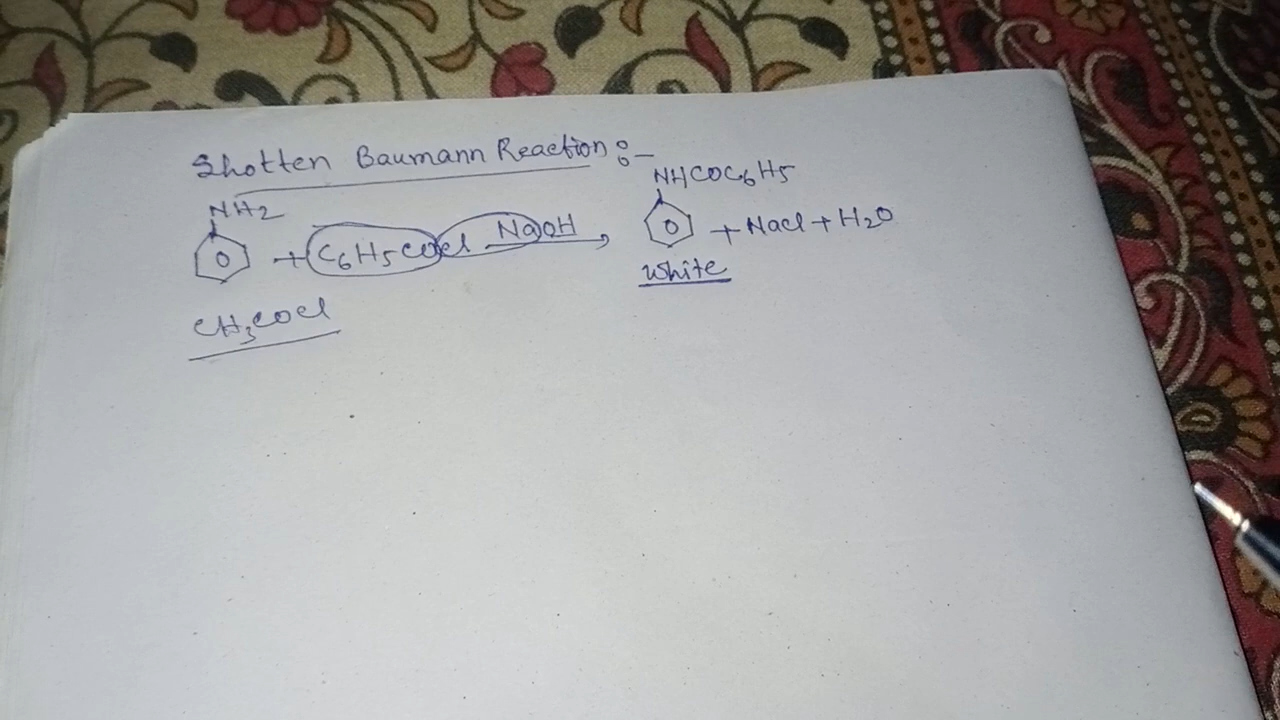 Shotten Baumann Reaction :-
NH2 NHCOC6H5
+ C6H5COCl NaOH + NaCl + H2O
White
CH3COCl